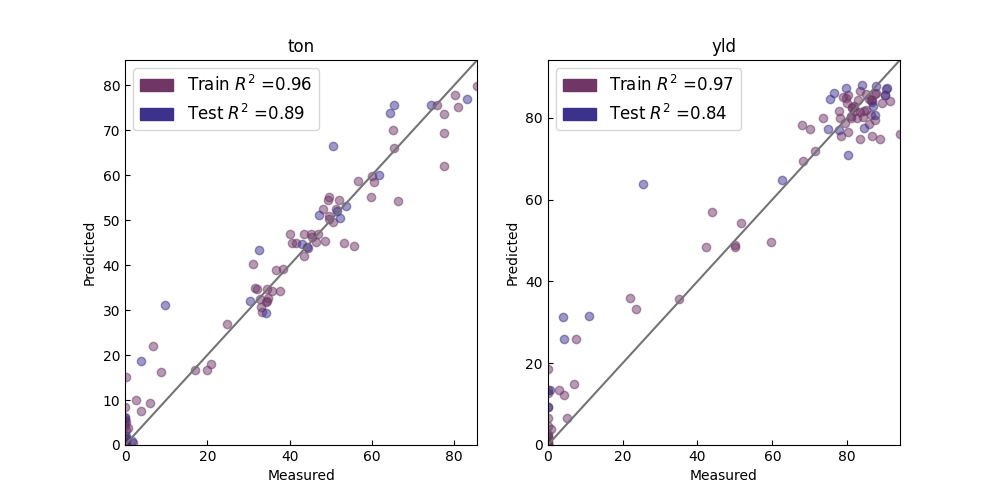 ton
Train R² =0.96
Test R² =0.89
80
70
60
50
40
30
20
10
0
0 20 40 60 80
Measured
Predicted
yld
Train R² =0.97
Test R² =0.84
80
60
40
20
0
0 20 40 60 80
Measured
Predicted